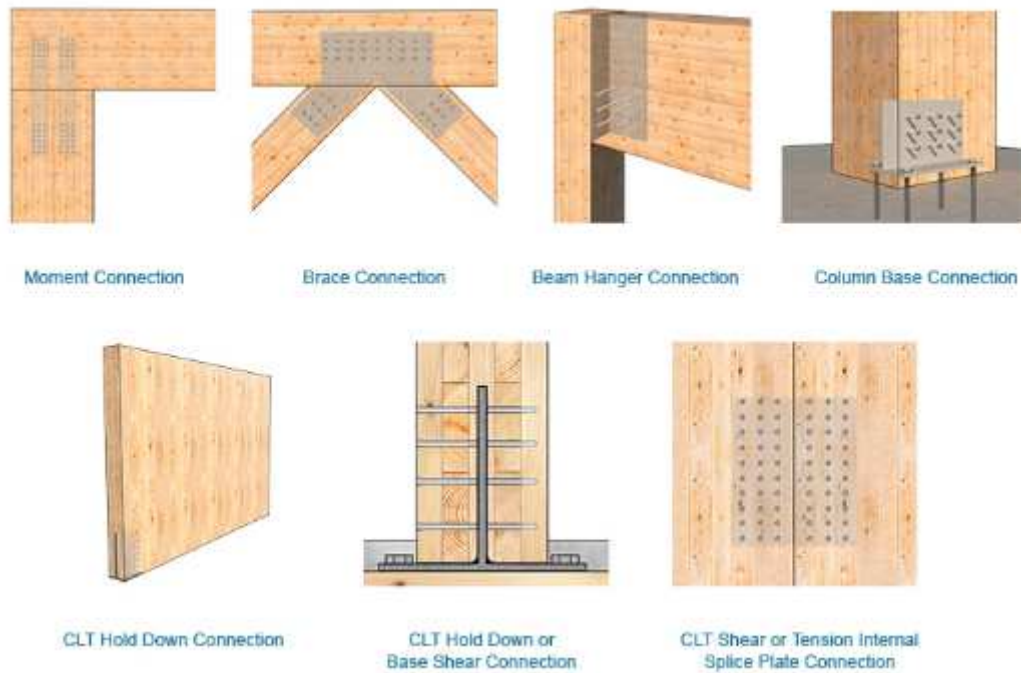 Moment Connection
Brace Connection
Beam Hanger Connection
Column Base Connection
CLT Hold Down Connection
CLT Hold Down or
Base Shear Connection
CLT Shear or Tension Internal
Splice Plate Connection